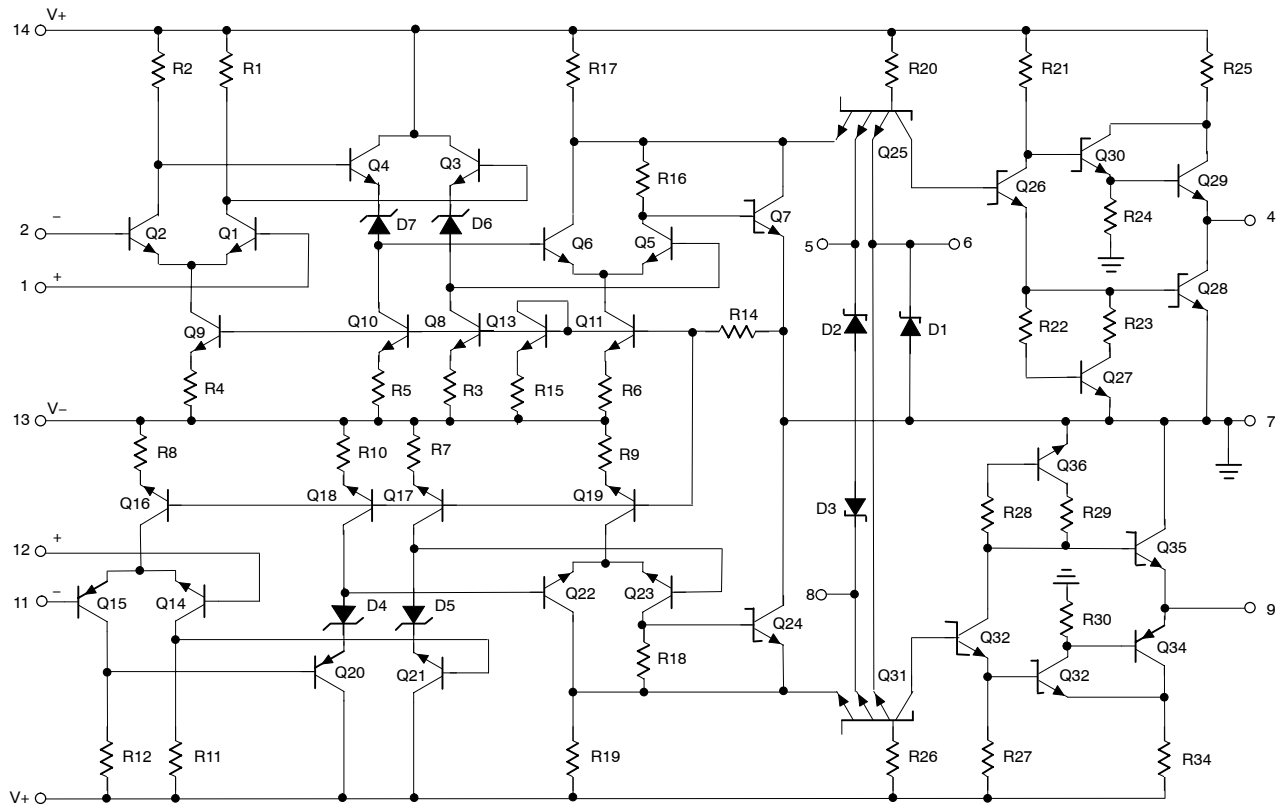 14 V+
R2 R1 R17 R20 R21 R25
Q4 Q3 Q25 Q30
R16 Q26 Q29
2 − Q2 Q1 D7 D6 Q6 Q5 Q7 R24 4
5 6
1 +
Q28
Q9 Q10 Q8 Q13 Q11 R14 D2 D1 R22 R23
R4 R5 R3 R15 R6 Q27
13 V− 7
R8 R10 R7 R9 Q36
Q16 Q18 Q17 Q19 D3 R28 R29
12 + Q35
11 − Q15 Q14 D4 D5 Q22 Q23 8 9
Q24 R30
Q20 Q21 R18 Q31 Q32 Q32 Q34
R12 R11 R19 R26 R27 R34
V+